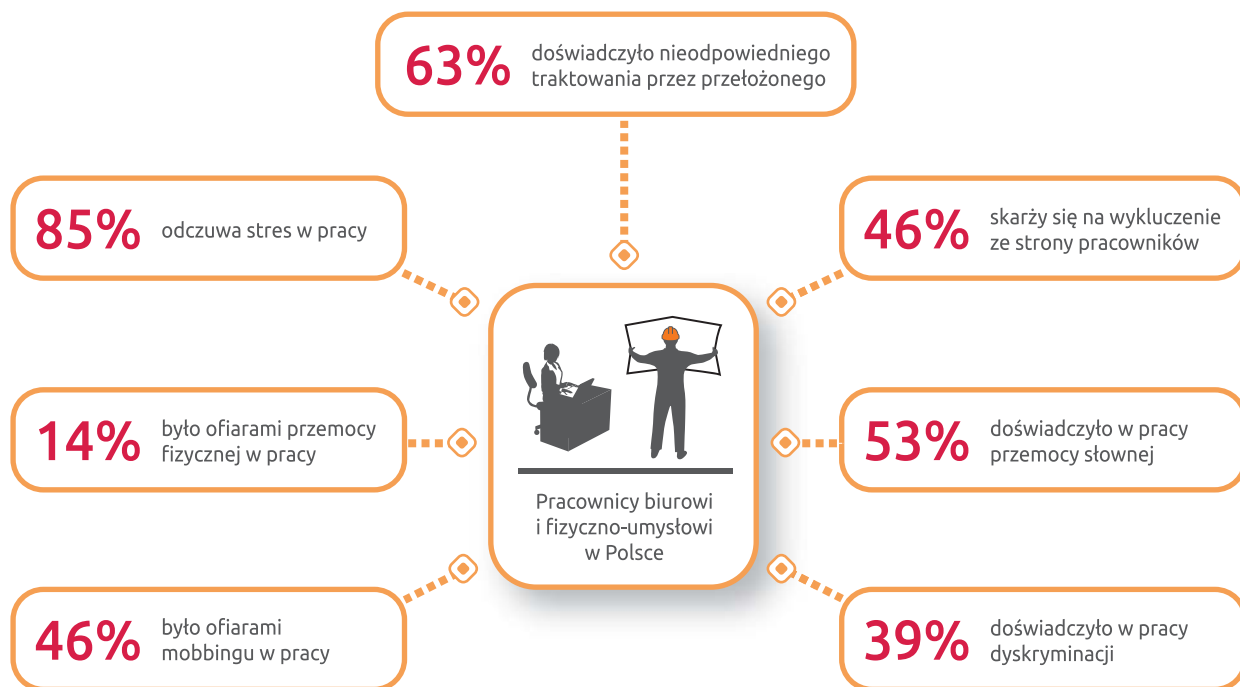 63%
doświadczyło nieodpowiedniego
traktowania przez przełożonego
85%
odczuwa stres w pracy
46%
skarży się na wykluczenie
ze strony pracowników
14%
było ofiarami przemocy
fizycznej w pracy
53%
doświadczyło w pracy
przemocy słownej
Pracownicy biurowi
i fizyczno-umysłowi
w Polsce
46%
było ofiarami
mobbingu w pracy
39%
doświadczyło w pracy
dyskryminacji